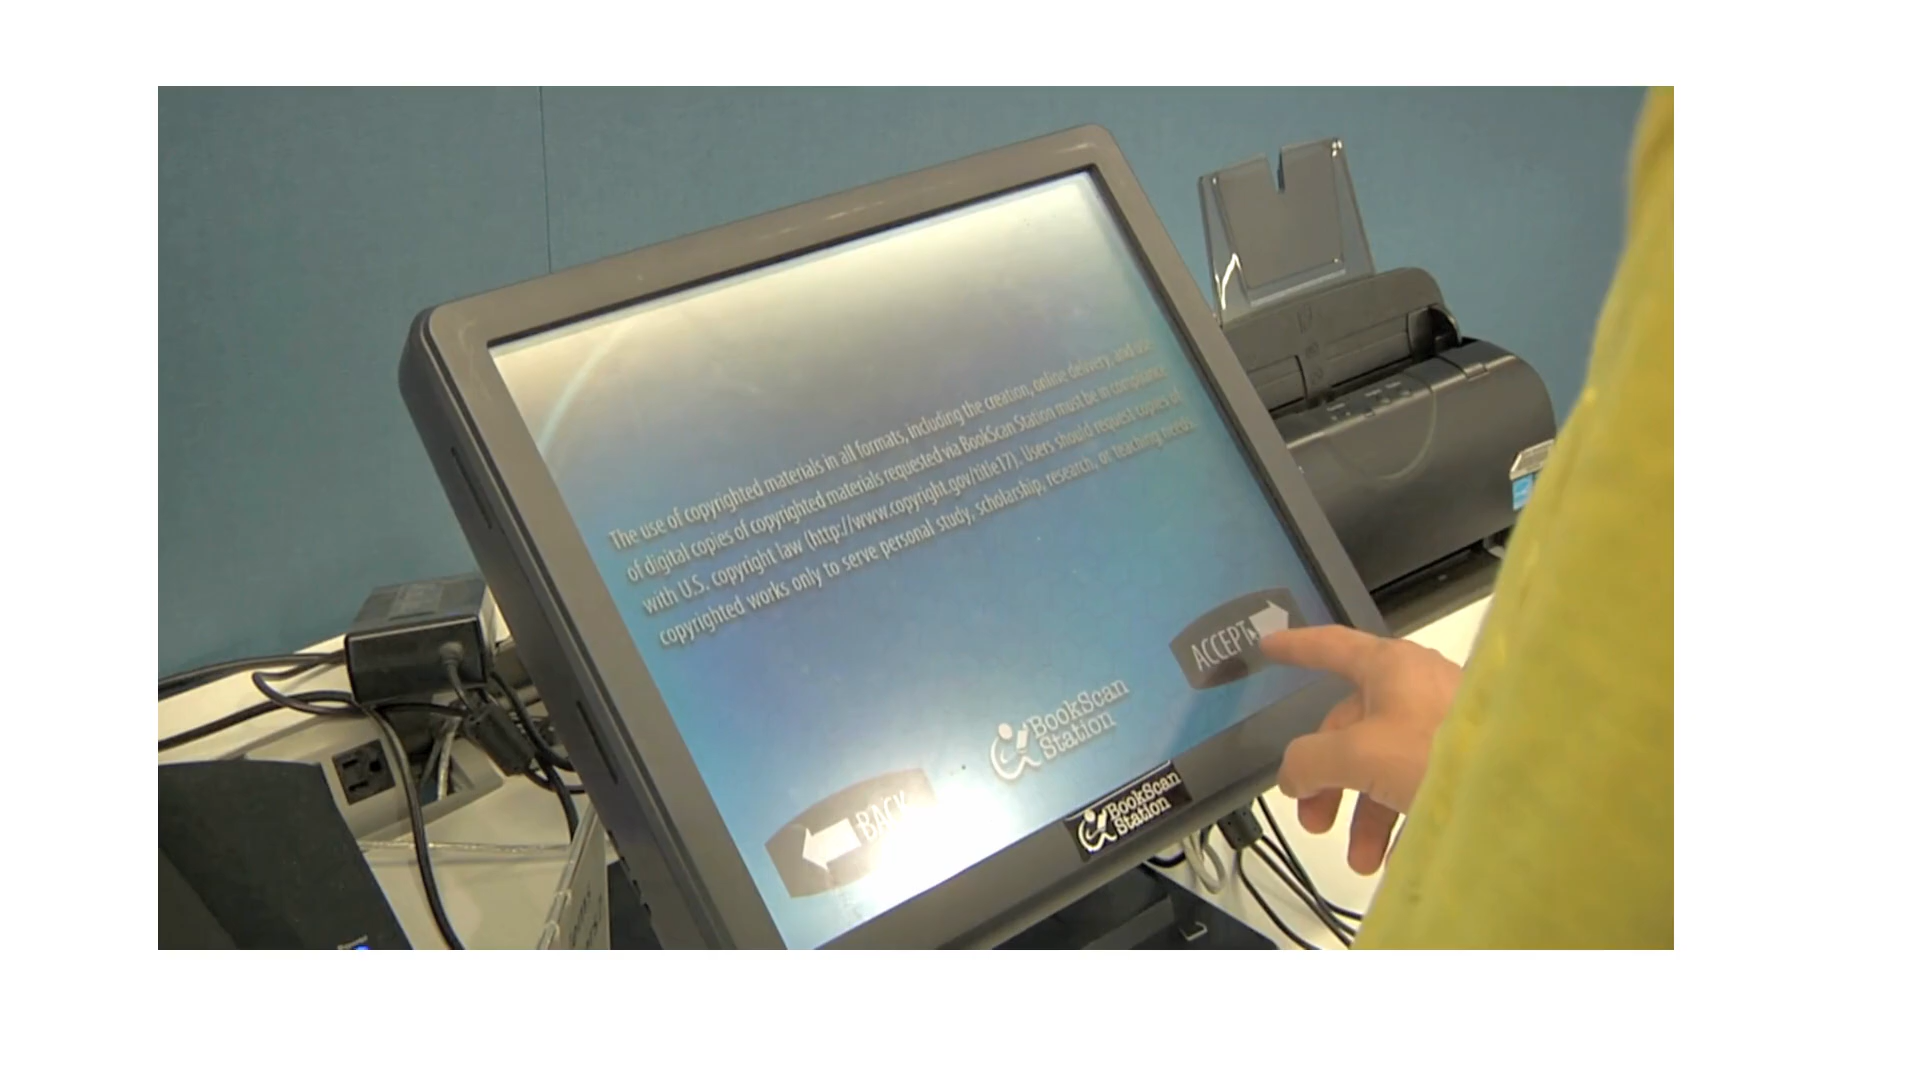 The use of copyrighted materials in all formats, including the creation, online delivery, and use
of digital copies of copyrighted materials requested via BookScan Station must be in compliance
with U.S. copyright law (http://www.copyright.gov/title17). Users should request copies of
copyrighted works only to serve personal study, scholarship, research, or teaching needs.
ACCEPT
BookScan
Station
BACK
BookScan
Station